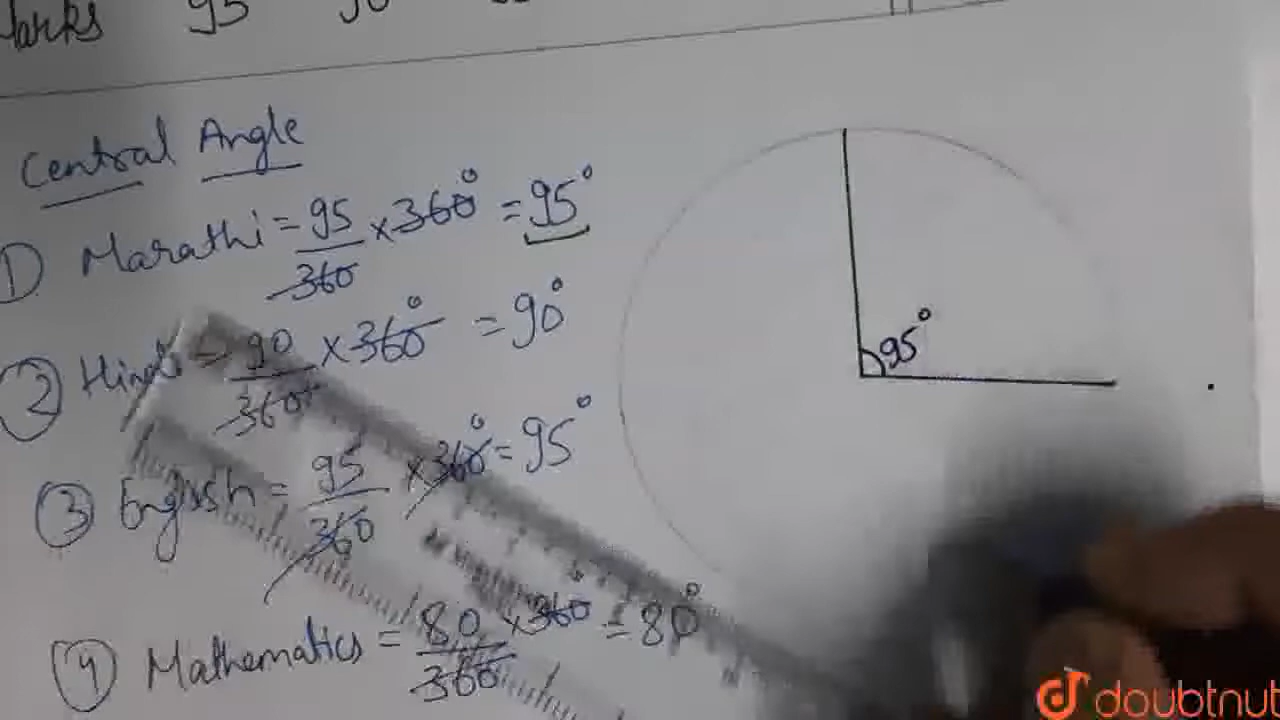 Marks 95 90
Central Angle
① Marathi = 95/360 × 360° = 95°
② Hindi = 90/360 × 360° = 90°
③ English = 95/360 × 360° = 95°
④ Mathematics = 80/360 × 360° = 80°
95°
doubtnut